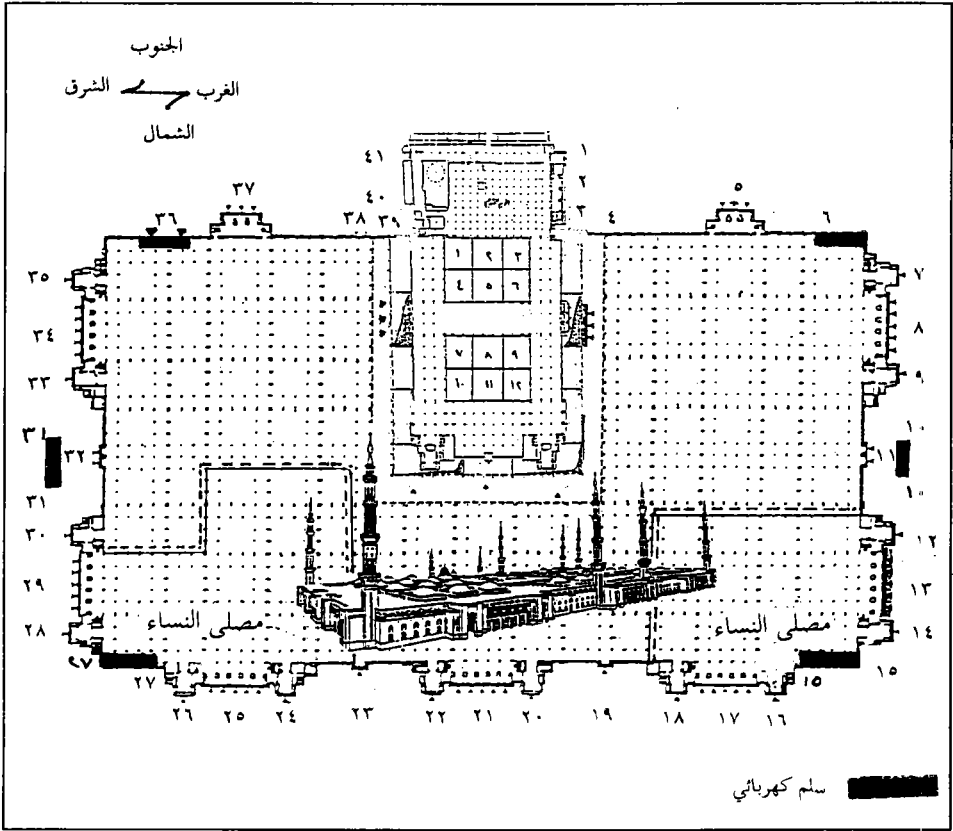 الجنوب
الشرق الغرب
الشمال
٤١ ١
٤٠ ٢
٣٩ ٣
٣٧ ٥
٣٦ ٣٨ ٤ ٦
١ ٢ ٣
٤ ٥ ٦
٧ ٨ ٩
١٠ ١١ ١٢
٣٥ ٧
٣٤ ٨
٣٣ ٩
٣١ ١٠
٣٢ ١١
٣١ ١٠
٣٠ ١٢
٢٩ ١٣
٢٨ ١٤
مصلى النساء مصلى النساء
٢٧ ١٥
٢٧ ١٥
٢٦ ٢٥ ٢٤ ٢٣ ٢٢ ٢١ ٢٠ ١٩ ١٨ ١٧ ١٦
سلم كهربائي